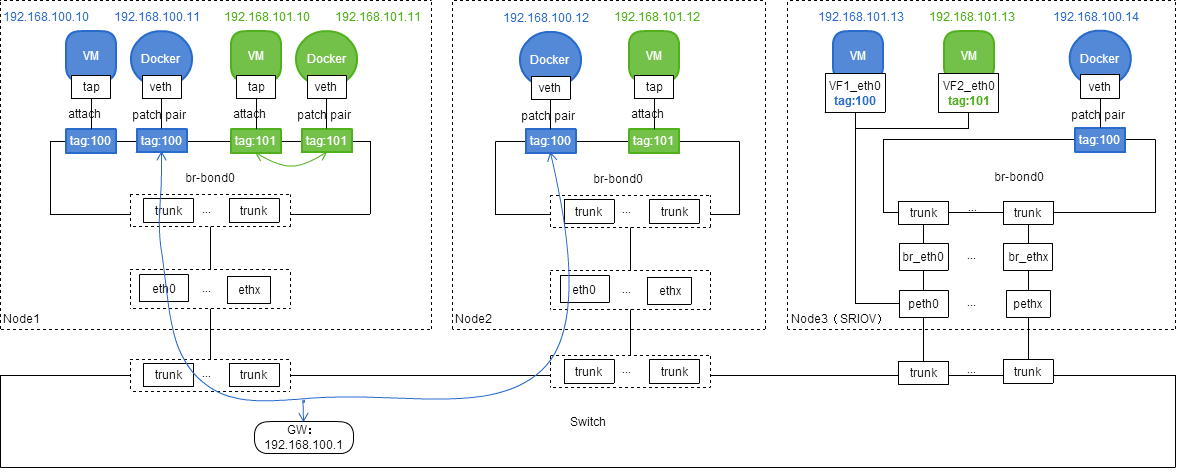 192.168.100.10 192.168.100.11 192.168.101.10 192.168.101.11
VM Docker VM Docker
tap veth tap veth
attach patch pair attach patch pair
tag:100 tag:100 tag:101 tag:101
br-bond0
trunk ... trunk
eth0 ... ethx
Node1
192.168.100.12 192.168.101.12
Docker VM
veth tap
patch pair attach
tag:100 tag:101
br-bond0
trunk ... trunk
eth0 ... ethx
Node2
192.168.101.13 192.168.101.13 192.168.100.14
VM VM Docker
VF1_eth0 VF2_eth0 veth
tag:100 tag:101
patch pair
tag:100
br-bond0
trunk ... trunk
br_eth0 ... br_ethx
peth0 ... pethx
Node3（SRIOV）
trunk ... trunk
trunk ... trunk
trunk ... trunk
Switch
GW：
192.168.100.1